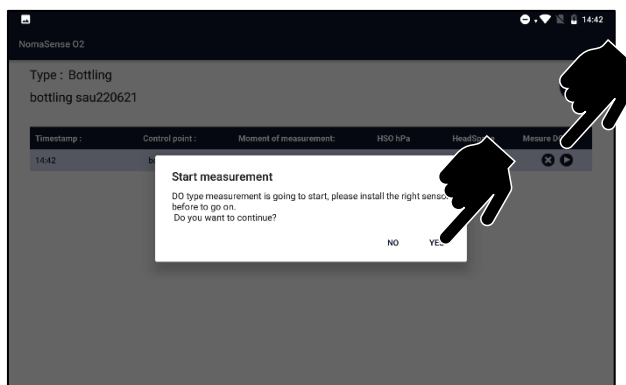 14:42
NomaSense O2
Type : Bottling
bottling sau220621
Timestamp : Control point : Moment of measurement: HSO hPa Mesure
14:42
Start measurement
DO type measurement is going to start, please install the right
before to go on.
Do you want to continue?
NO YES